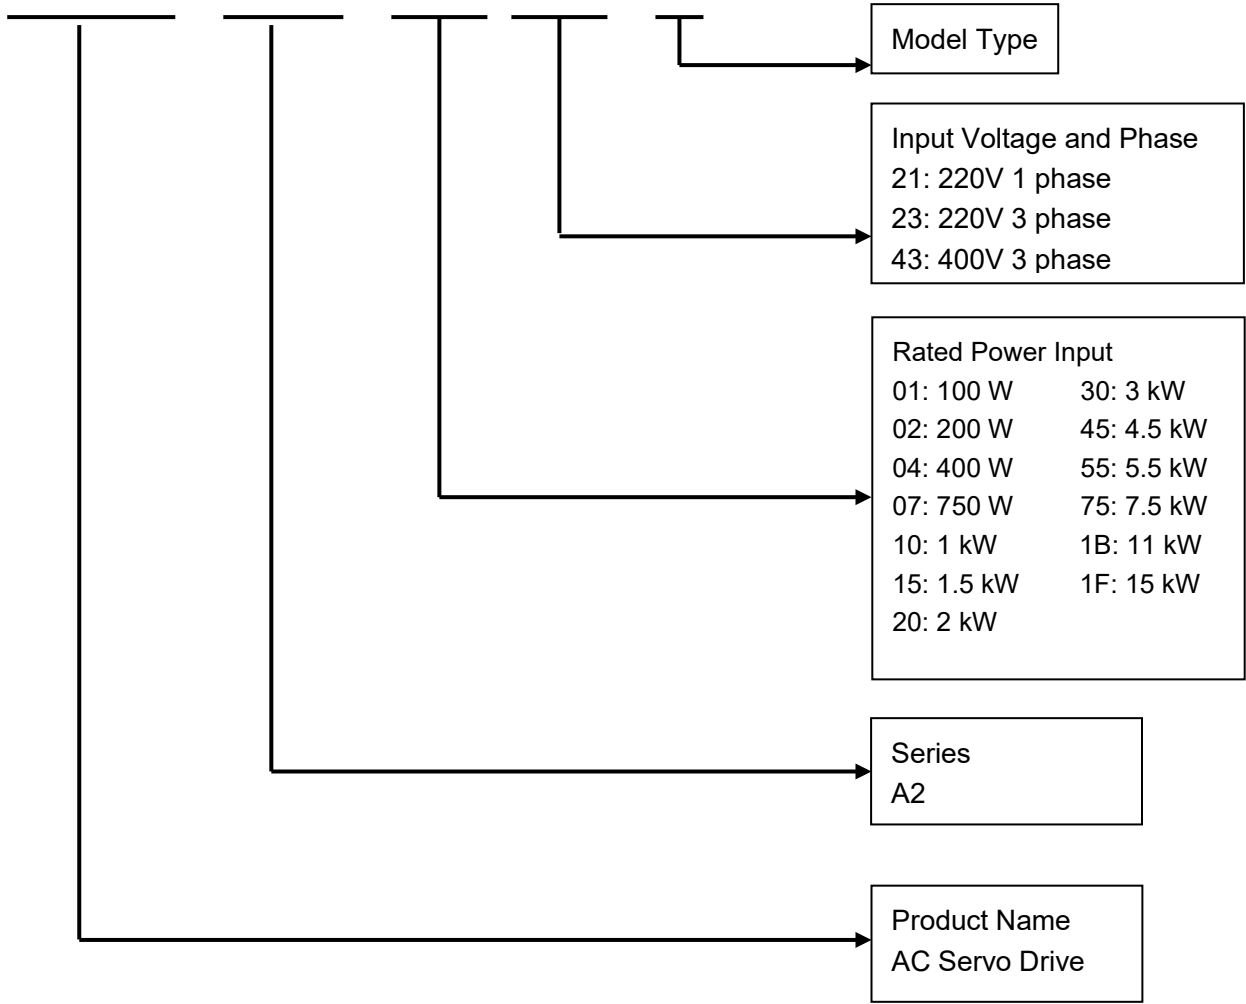 Model Type
Input Voltage and Phase
21: 220V 1 phase
23: 220V 3 phase
43: 400V 3 phase
Rated Power Input
01: 100 W 30: 3 kW
02: 200 W 45: 4.5 kW
04: 400 W 55: 5.5 kW
07: 750 W 75: 7.5 kW
10: 1 kW 1B: 11 kW
15: 1.5 kW 1F: 15 kW
20: 2 kW
Series
A2
Product Name
AC Servo Drive